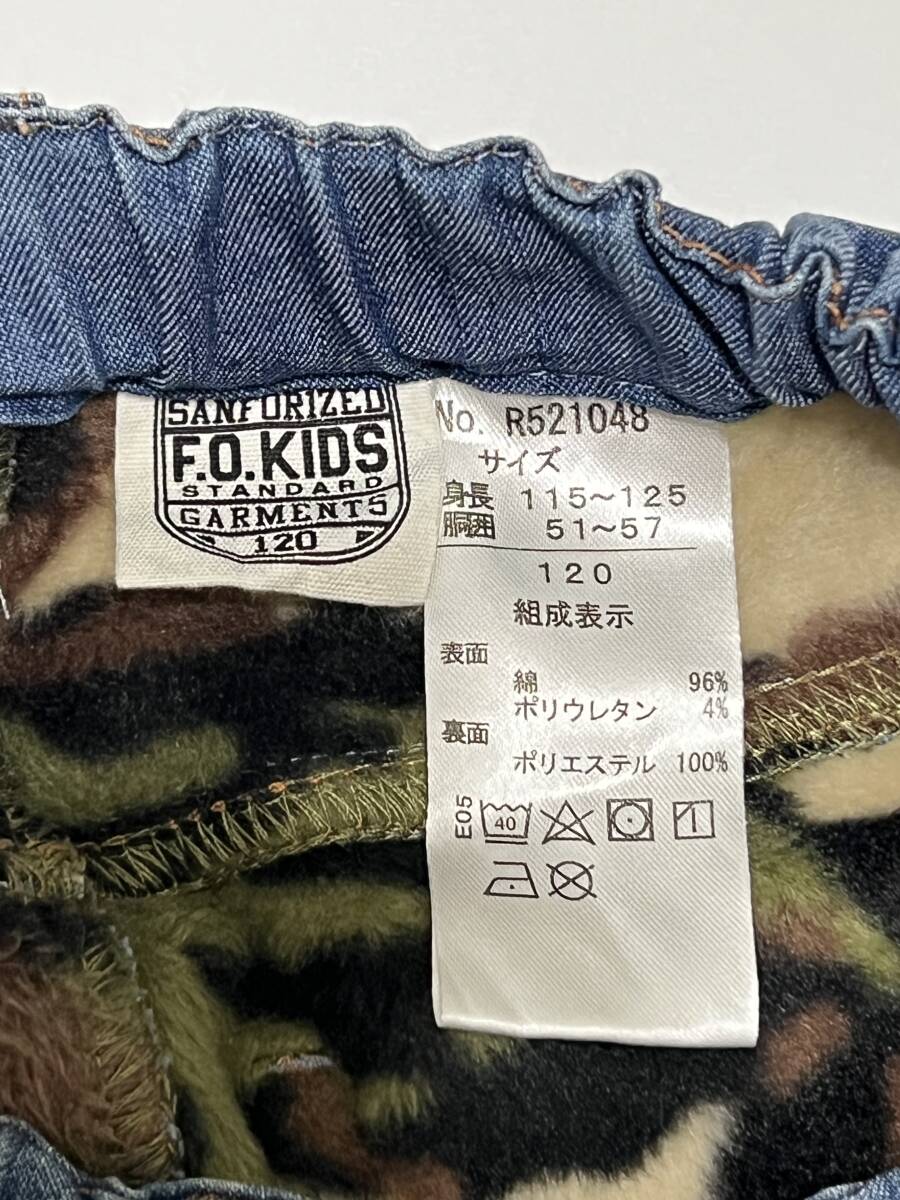 SANFORIZED
F.O.KIDS
STANDARD
GARMENTS
120
No. R521048
サイズ
身長 115～125
胴囲 51～57
120
組成表示
表面
綿 96%
ポリウレタン 4%
裏面
ポリエステル 100%
E05
40